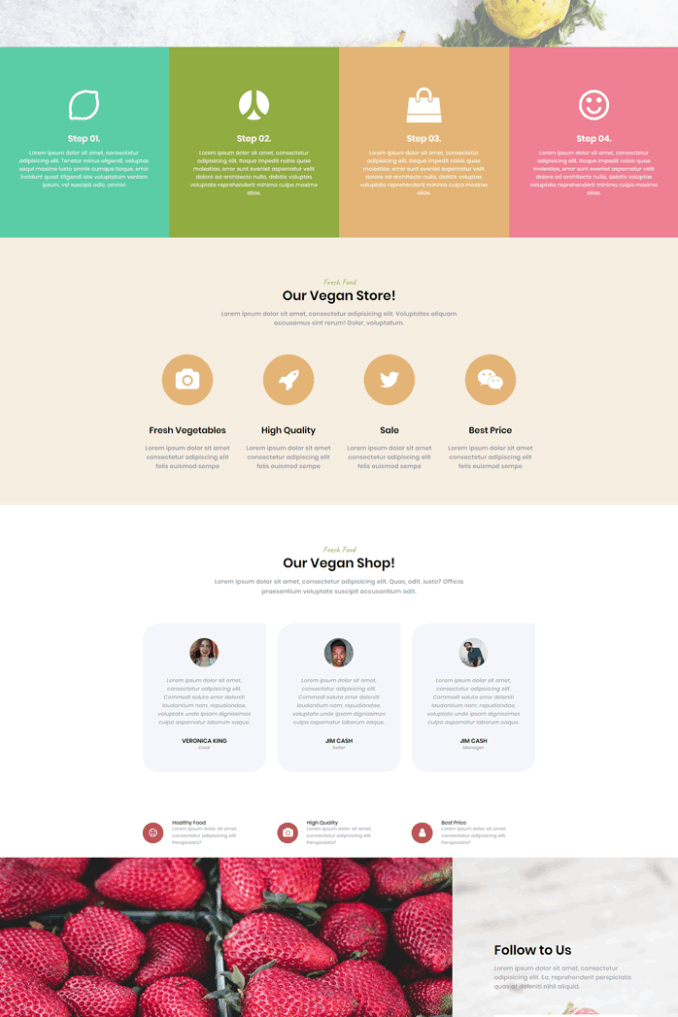 Step 01.
Lorem ipsum dolor sit amet, consectetur
adipisicing elit. Tenetur minus eligendi, voluptas
sequi maxime iusto omnis cumque itaque, error
incidunt quod. Eligendi iste voluptatum veniam
ipsum, vel suscipit odio, omnis!
Step 02.
Lorem ipsum dolor sit amet, consectetur
adipisicing elit. Itaque impedit nobis quae
maiores, sunt eveniet aspernatur velit
dolore ad architecto nulla, debitis voluptas
voluptate reprehenderit minima culpa maxime
alias.
Step 03.
Lorem ipsum dolor sit amet, consectetur
adipisicing elit. Itaque impedit nobis quae
maiores, sunt eveniet aspernatur velit
dolore ad architecto nulla, debitis voluptas
voluptate reprehenderit minima culpa maxime
alias.
Step 04.
Lorem ipsum dolor sit amet, consectetur
adipisicing elit. Itaque impedit nobis quae
maiores, sunt eveniet aspernatur velit
dolore ad architecto nulla, debitis voluptas
voluptate reprehenderit minima culpa maxime
alias.
Fresh Food
Our Vegan Store!
Lorem ipsum dolor sit amet, consectetur adipisicing elit. Voluptates aliquam
accusamus sint rerum! Dolor, voluptatum.
Fresh Vegetables
Lorem ipsum dolor sit amet
consectetur adipiscing elit
felis euismod sempe
High Quality
Lorem ipsum dolor sit amet
consectetur adipiscing elit
felis euismod sempe
Sale
Lorem ipsum dolor sit amet
consectetur adipiscing elit
felis euismod sempe
Best Price
Lorem ipsum dolor sit amet
consectetur adipiscing elit
felis euismod sempe
Fresh Food
Our Vegan Shop!
Lorem ipsum dolor sit amet, consectetur adipisicing elit. Quas, edit, iusto? Officia
praesentium voluptate suscipit accusantium odit.
Lorem ipsum dolor sit amet,
consectetur adipisicing elit.
Commodi soluta error deleniti
laudantium nam, repudiandae,
voluptate unde ipsam dignissimos
culpa aspernatur laborum eaque.
VERONICA KING
Cook
Lorem ipsum dolor sit amet,
consectetur adipisicing elit.
Commodi soluta error deleniti
laudantium nam, repudiandae,
voluptate unde ipsam dignissimos
culpa aspernatur laborum eaque.
JIM CASH
Seller
Lorem ipsum dolor sit amet,
consectetur adipisicing elit.
Commodi soluta error deleniti
laudantium nam, repudiandae,
voluptate unde ipsam dignissimos
culpa aspernatur laborum eaque.
JIM CASH
Manager
Healthy Food
Lorem ipsum dolor sit amet,
consectetur adipisicing elit.
Perspiciatis?
High Quality
Lorem ipsum dolor sit amet,
consectetur adipisicing elit.
Perspiciatis?
Best Price
Lorem ipsum dolor sit amet,
consectetur adipisicing elit.
Perspiciatis?
Follow to Us
Lorem ipsum dolor sit amet, consectetur
adipisicing elit. Ea, reprehenderit perspiciatis
quas at deleniti nihil aliquid.